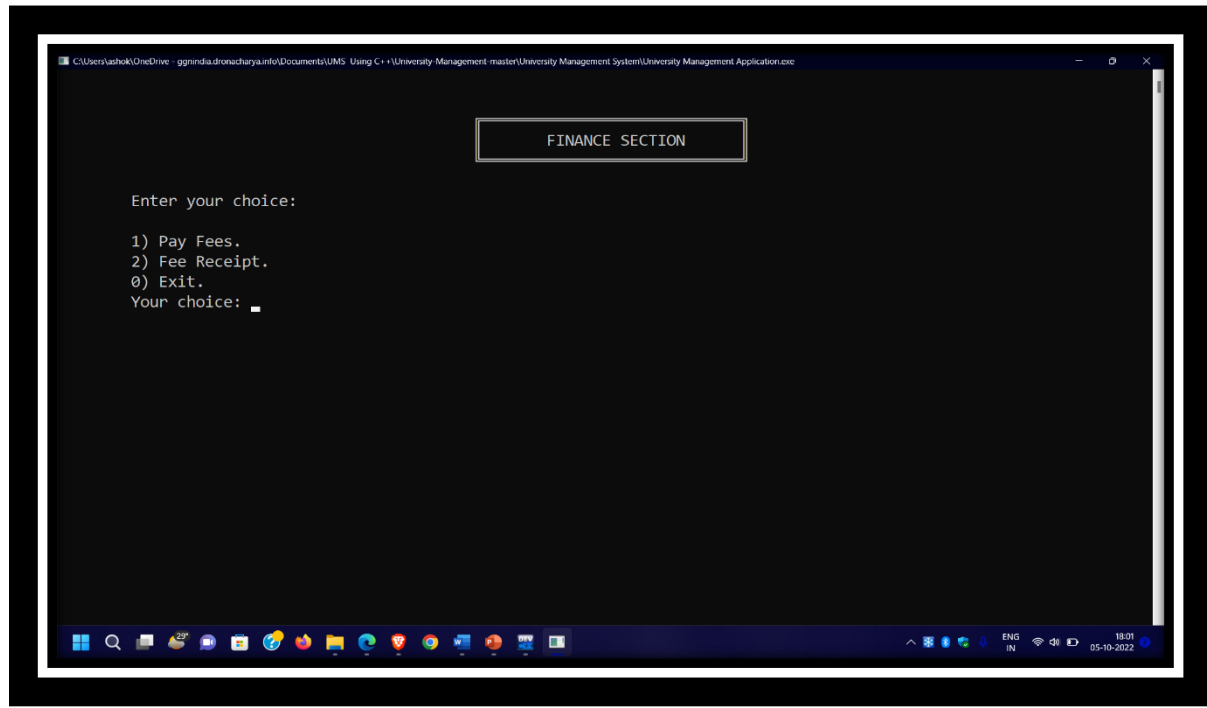 C:\Users\ashok\OneDrive - ggnindia.dronacharya.info\Documents\UMS Using C++\University-Management-master\University Management System\University Management Application.exe
FINANCE SECTION
Enter your choice:
1) Pay Fees.
2) Fee Receipt.
0) Exit.
Your choice:
29°
DEV
ENG
IN
18:01
05-10-2022